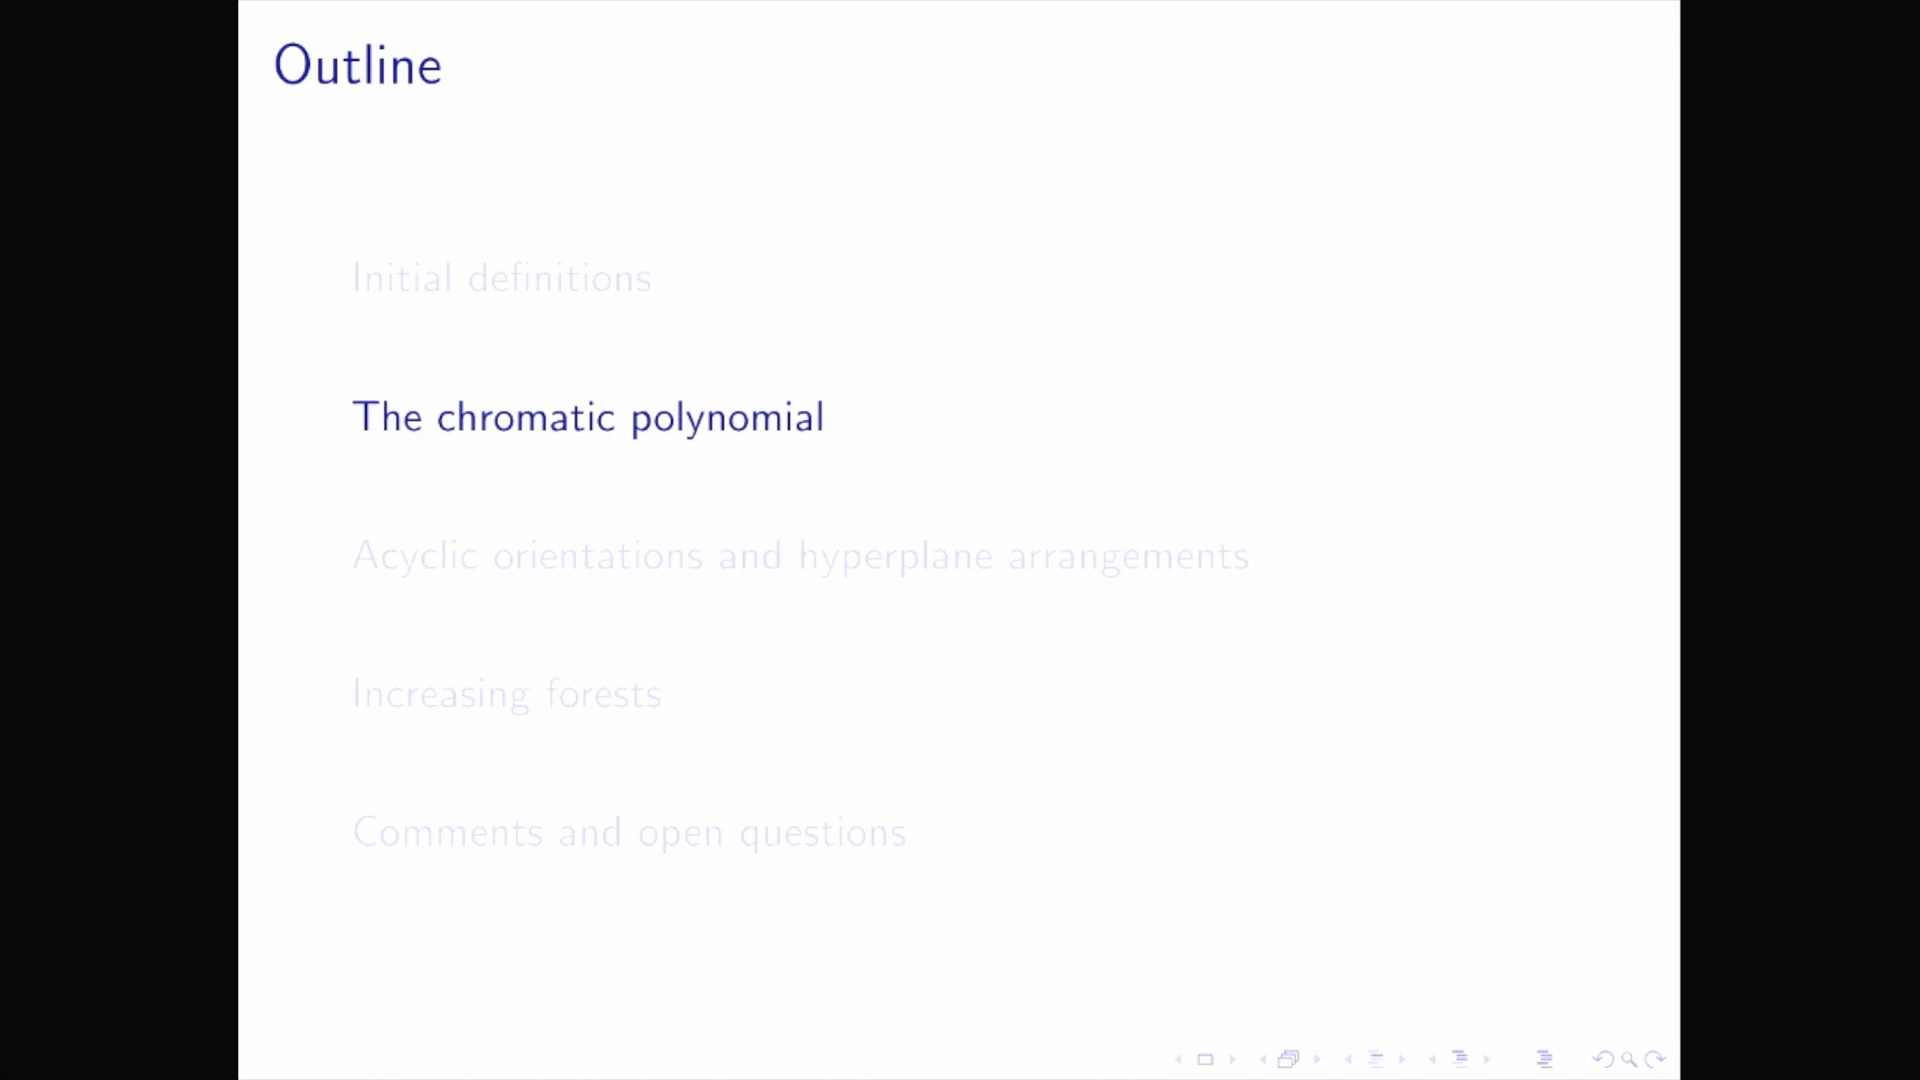 Outline
Initial definitions
The chromatic polynomial
Acyclic orientations and hyperplane arrangements
Increasing forests
Comments and open questions